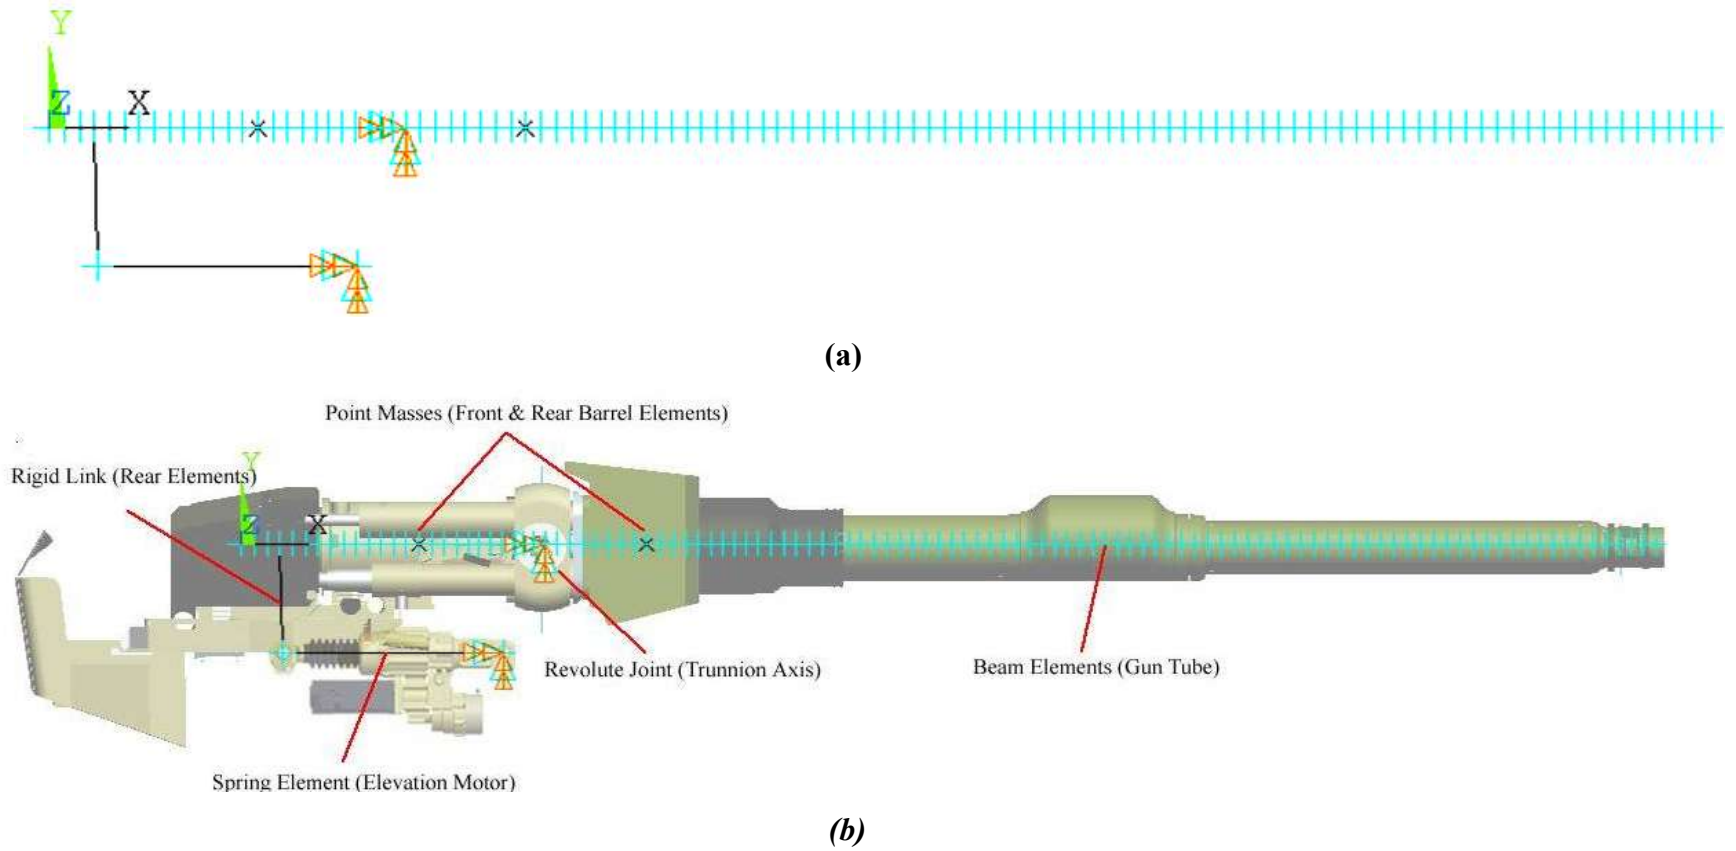 Y
Z X
(a)
Point Masses (Front & Rear Barrel Elements)
Rigid Link (Rear Elements)
Y
Z X
Revolute Joint (Trunnion Axis)
Beam Elements (Gun Tube)
Spring Element (Elevation Motor)
(b)